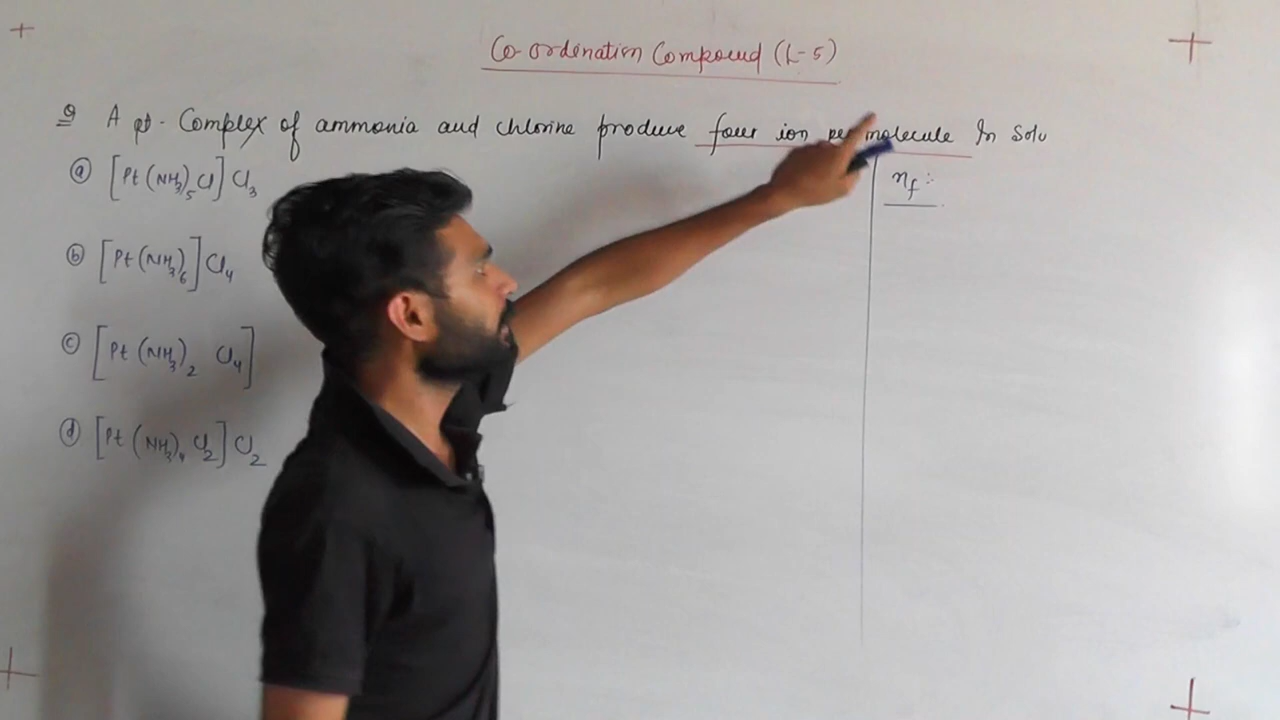 Co-ordination Compound (L-5)
Q A pt. Complex of ammonia and chlorine produce four ion per molecule In Solu
(a) [Pt(NH3)5Cl]Cl3
nf :-
(b) [Pt(NH3)6]Cl4
(c) [Pt(NH3)2 Cl4]
(d) [Pt(NH3)4 Cl2]Cl2